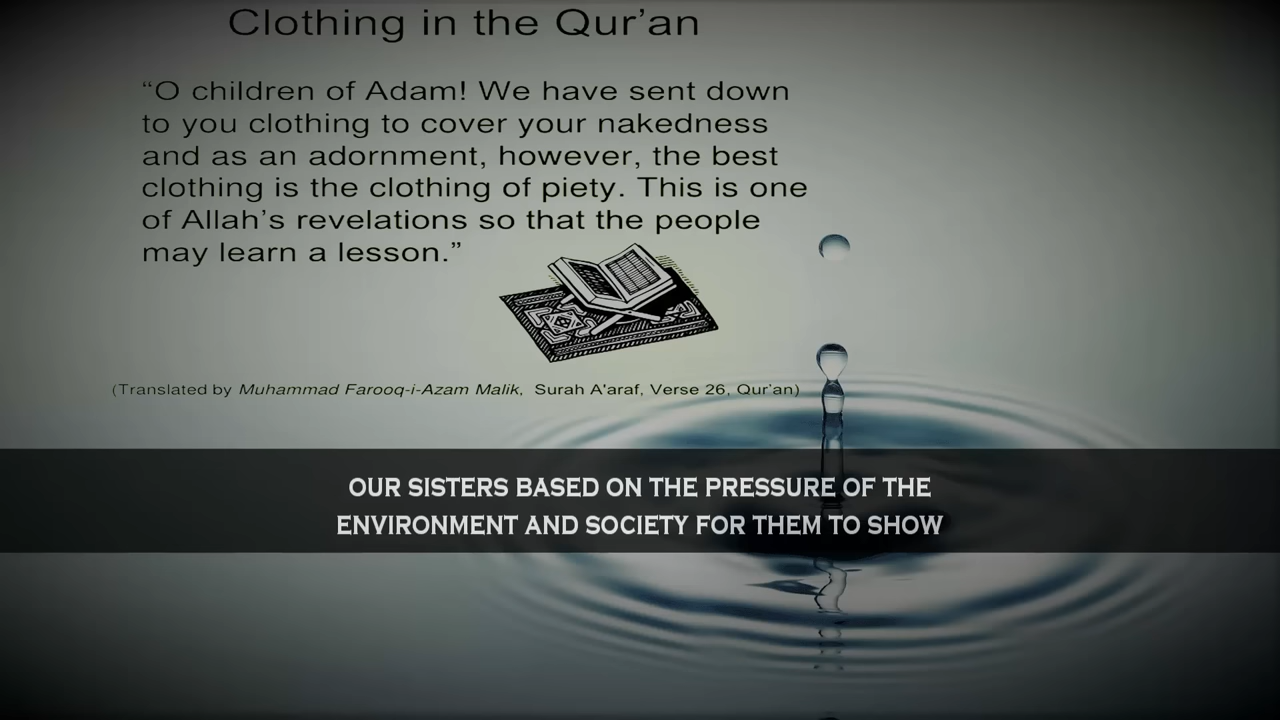 Clothing in the Qur’an
“O children of Adam! We have sent down
to you clothing to cover your nakedness
and as an adornment, however, the best
clothing is the clothing of piety. This is one
of Allah’s revelations so that the people
may learn a lesson.”
(Translated by Muhammad Farooq-i-Azam Malik, Surah A'araf, Verse 26, Qur’an)
OUR SISTERS BASED ON THE PRESSURE OF THE
ENVIRONMENT AND SOCIETY FOR THEM TO SHOW